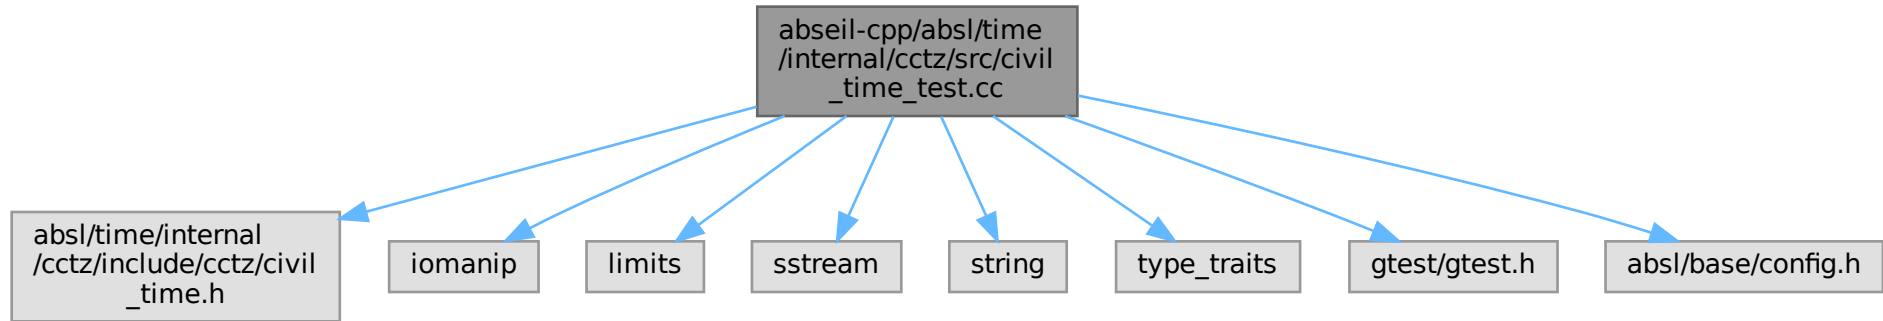 abseil-cpp/absl/time
/internal/cctz/src/civil
_time_test.cc
absl/time/internal
/cctz/include/cctz/civil
_time.h
iomanip
limits
sstream
string
type_traits
gtest/gtest.h
absl/base/config.h